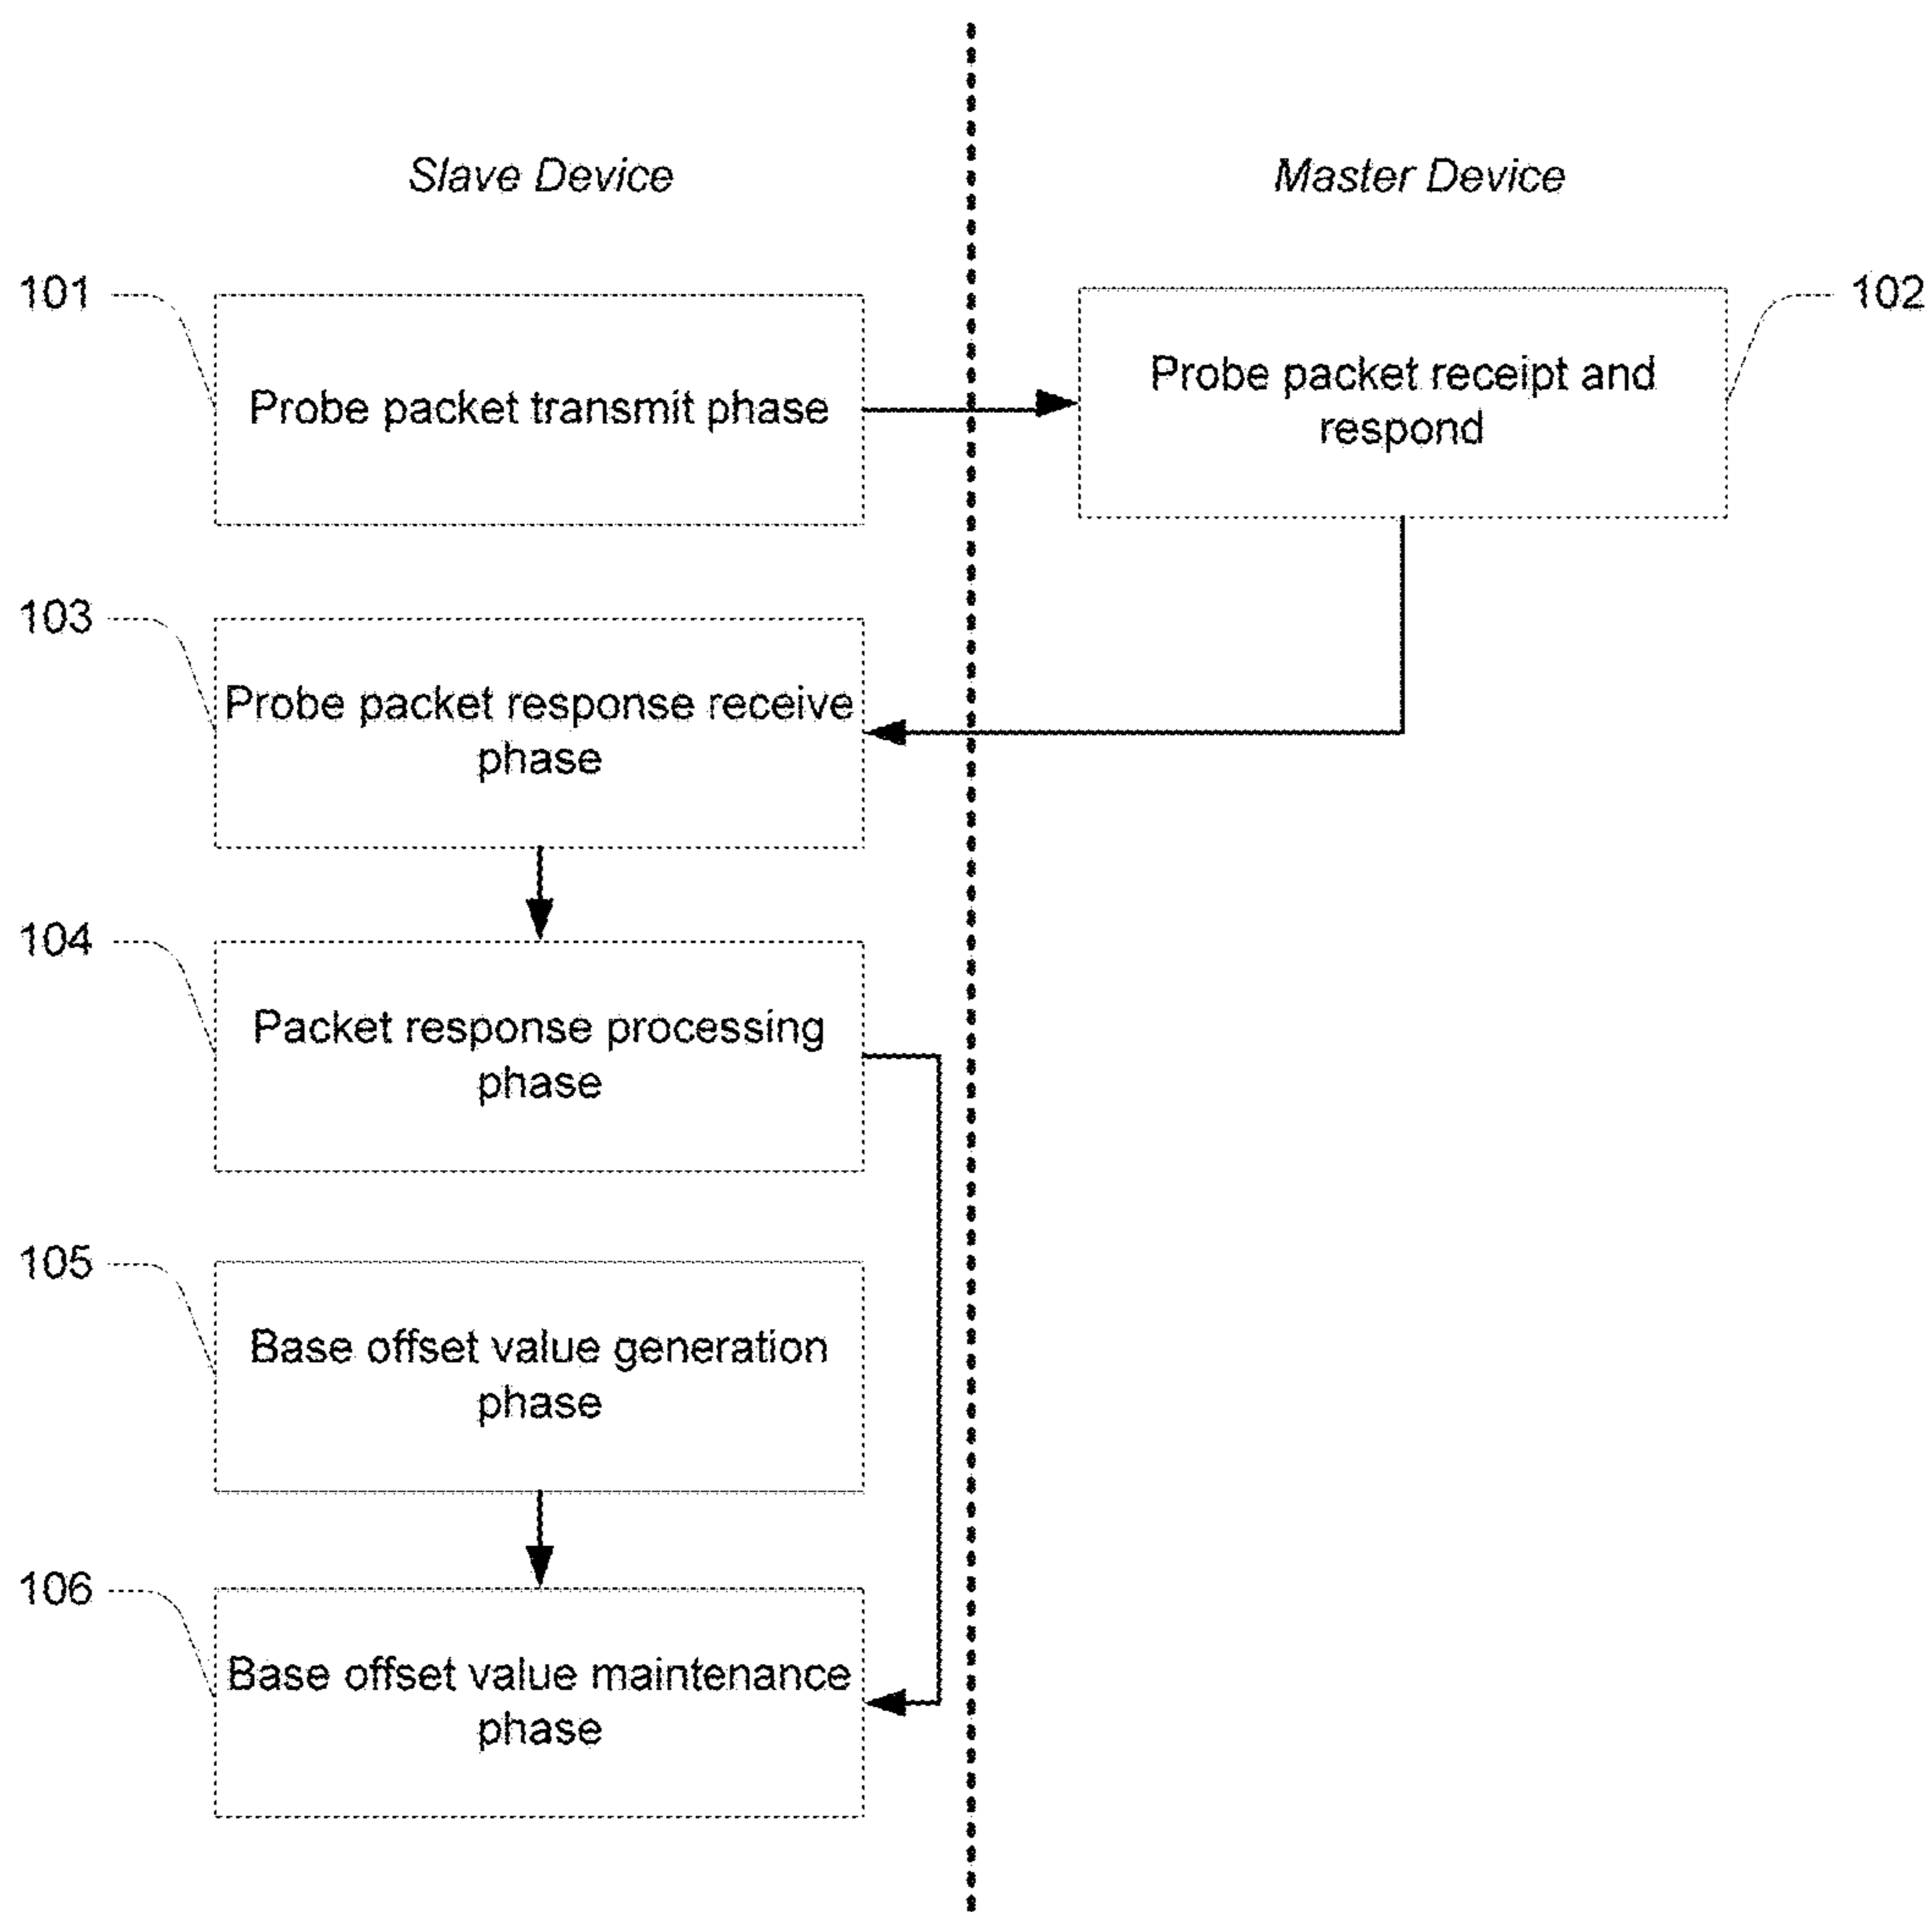 Slave Device
Master Device
101
Probe packet transmit phase
102
Probe packet receipt and
respond
103
Probe packet response receive
phase
104
Packet response processing
phase
105
Base offset value generation
phase
106
Base offset value maintenance
phase